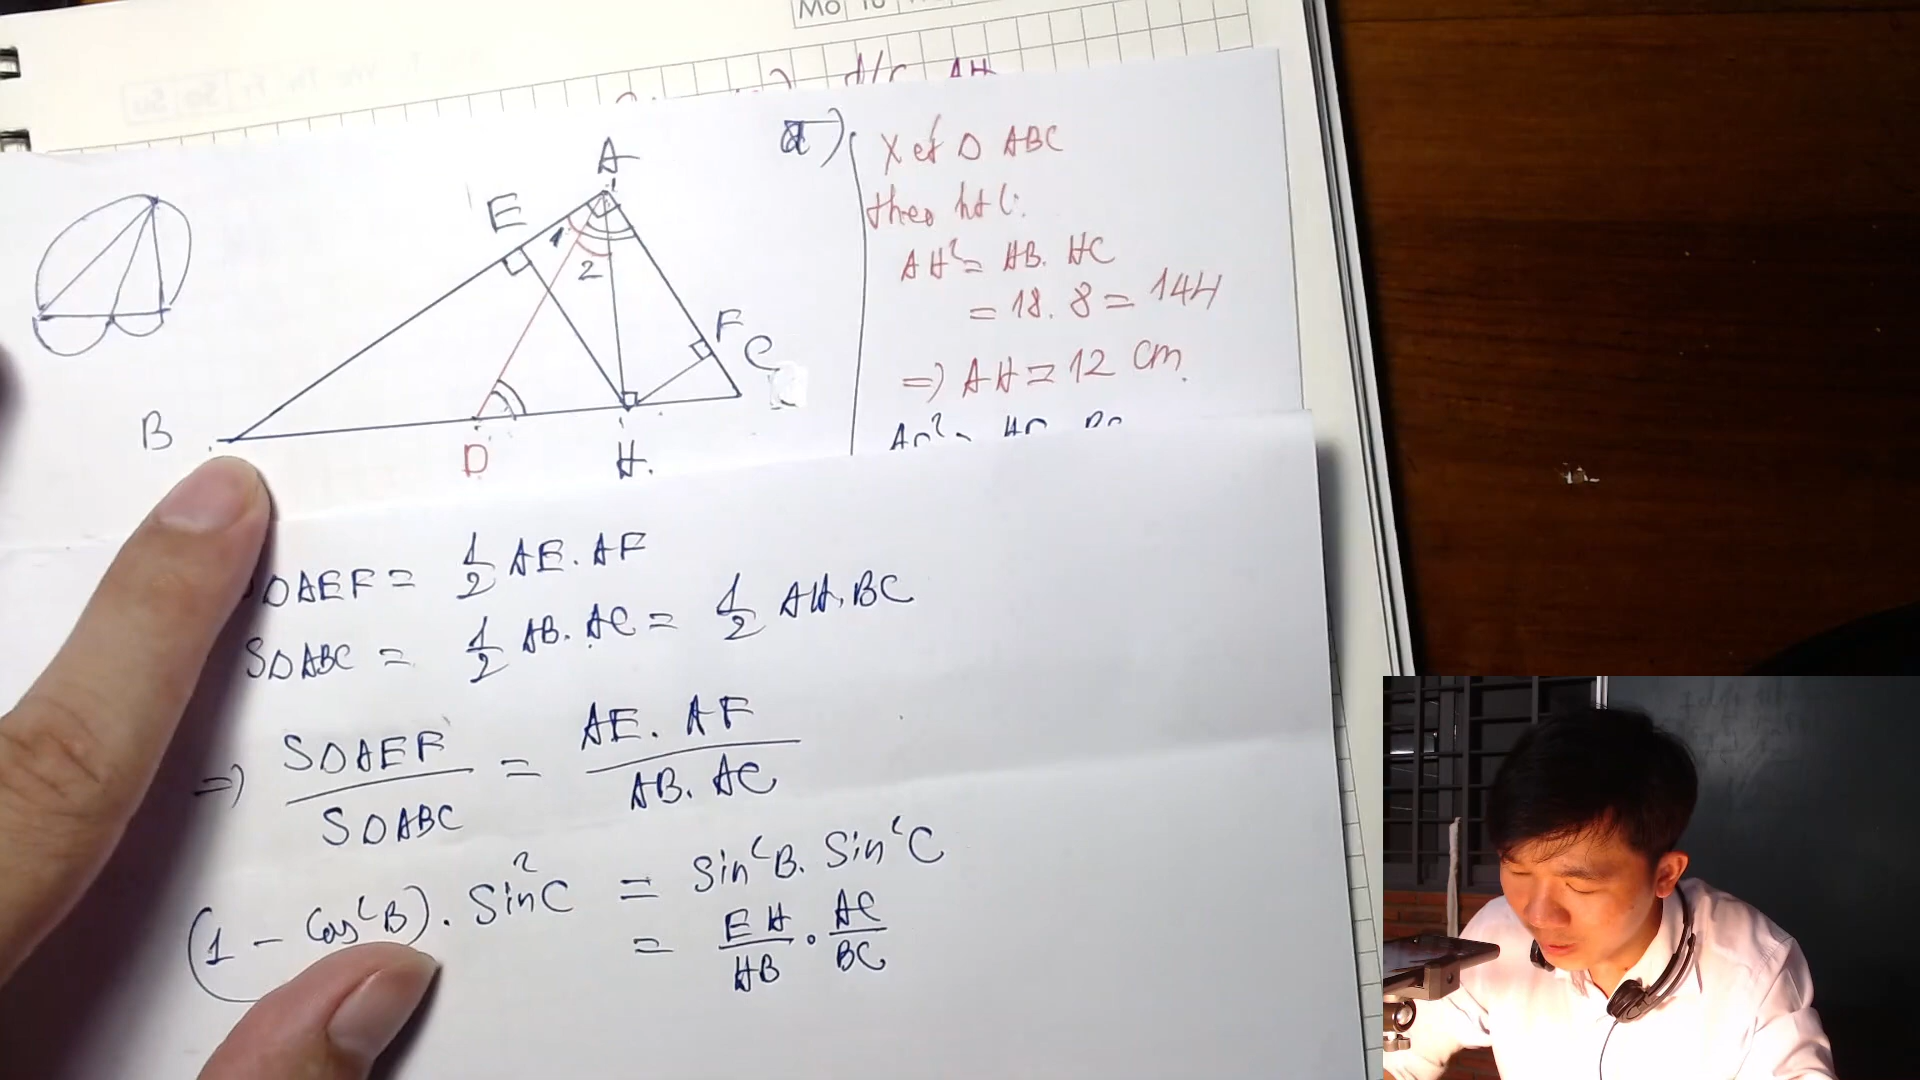 Mo
AH
a)
Xét Δ ABC
theo htl:
AH² = HB. HC
= 18. 8 = 144
=> AH = 12 cm.
A
E
1
2
F
C
B
D
H.
SΔAEF = 1/2 AE. AF
SΔABC = 1/2 AB. AC = 1/2 AH. BC
=> SΔAEF / SΔABC = AE. AF / AB. AC
(1 - Cos²B). Sin²C = Sin²B. Sin²C
= EH/HB . AC/BC